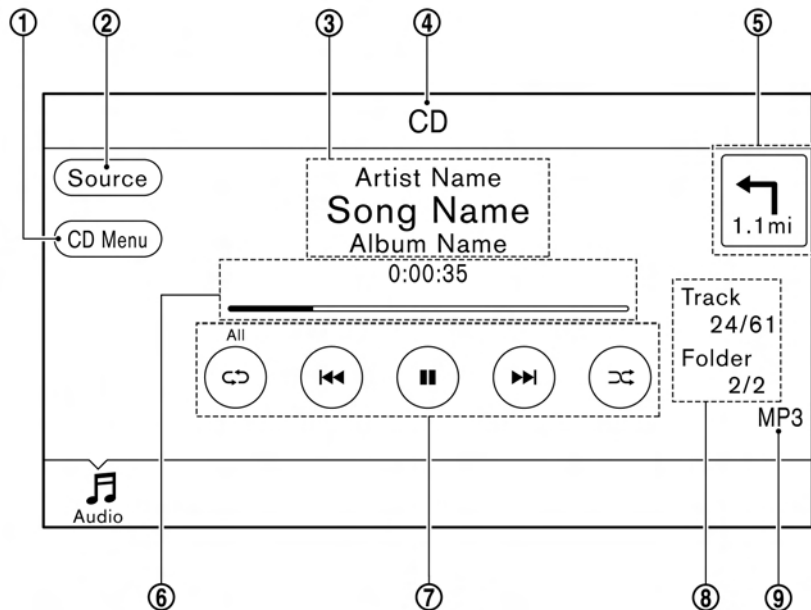 ① ② ③ ④ ⑤
CD
Source
CD Menu
Artist Name
Song Name
Album Name
1.1mi
0:00:35
All
Track
24/61
Folder
2/2
MP3
Audio
⑥ ⑦ ⑧ ⑨